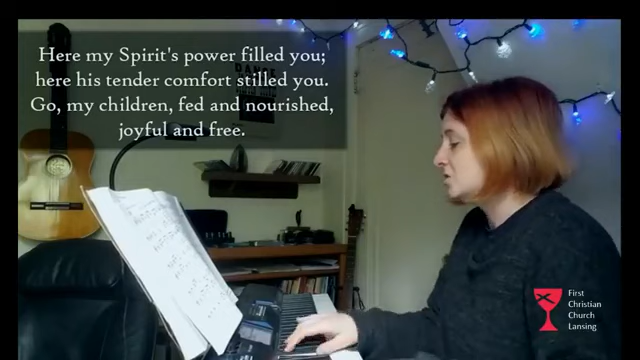 Here my Spirit's power filled you;
here his tender comfort stilled you.
Go, my children, fed and nourished,
joyful and free.
DANCE
First
Christian
Church
Lansing